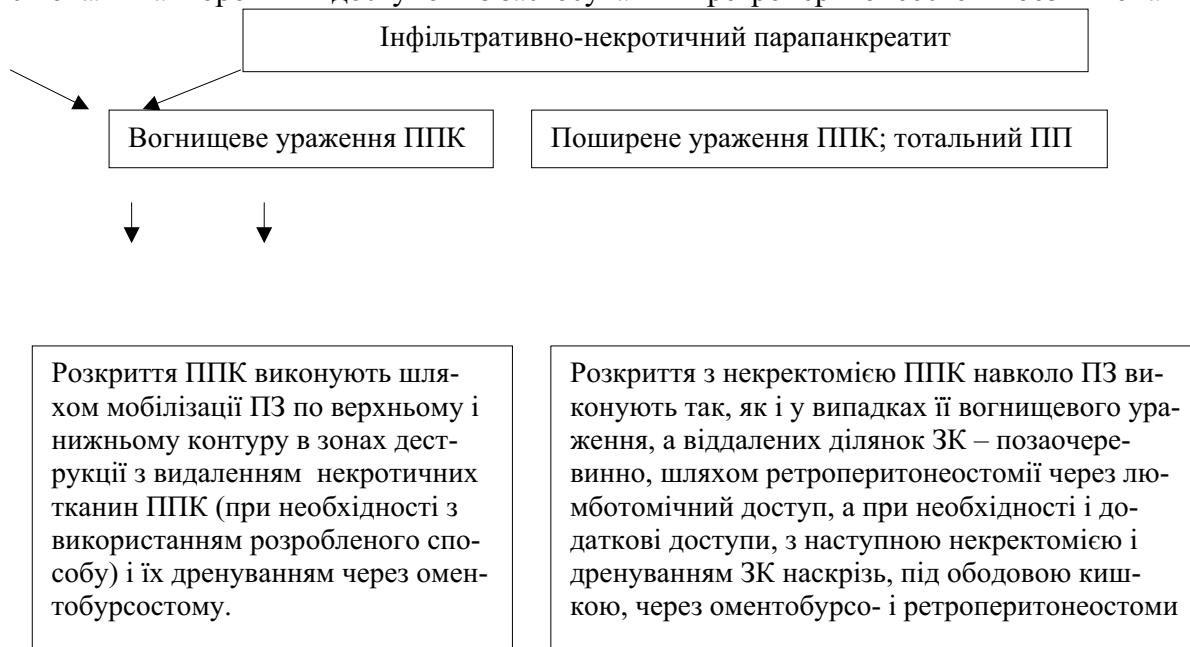 Інфільтративно-некротичний парапанкреатит
Вогнищеве ураження ППК
Поширене ураження ППК; тотальний ПП
Розкриття ППК виконують шля-
хом мобілізації ПЗ по верхньому і
нижньому контуру в зонах дест-
рукції з видаленням некротичних
тканин ППК (при необхідності з
використанням розробленого спо-
собу) і їх дренуванням через омен-
тобурсостому.
Розкриття з некректомією ППК навколо ПЗ ви-
конують так, як і у випадках її вогнищевого ура-
ження, а віддалених ділянок ЗК – позаочере-
винно, шляхом ретроперитонеостомії через лю-
мботомічний доступ, а при необхідності і до-
даткові доступи, з наступною некректомією і
дренуванням ЗК наскрізь, під ободовою киш-
кою, через оментобурсо- і ретроперитонеостоми